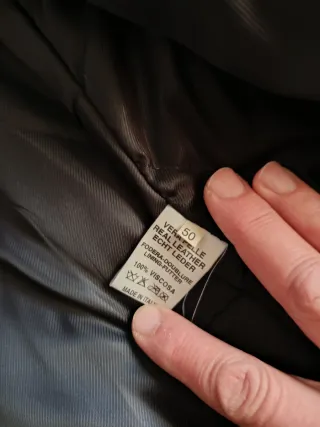 50
VERA PELLE
REAL LEATHER
ECHT LEDER
FODERA-DOUBLURE
LINING-FUTTER
100% VISCOSA
MADE IN ITALY